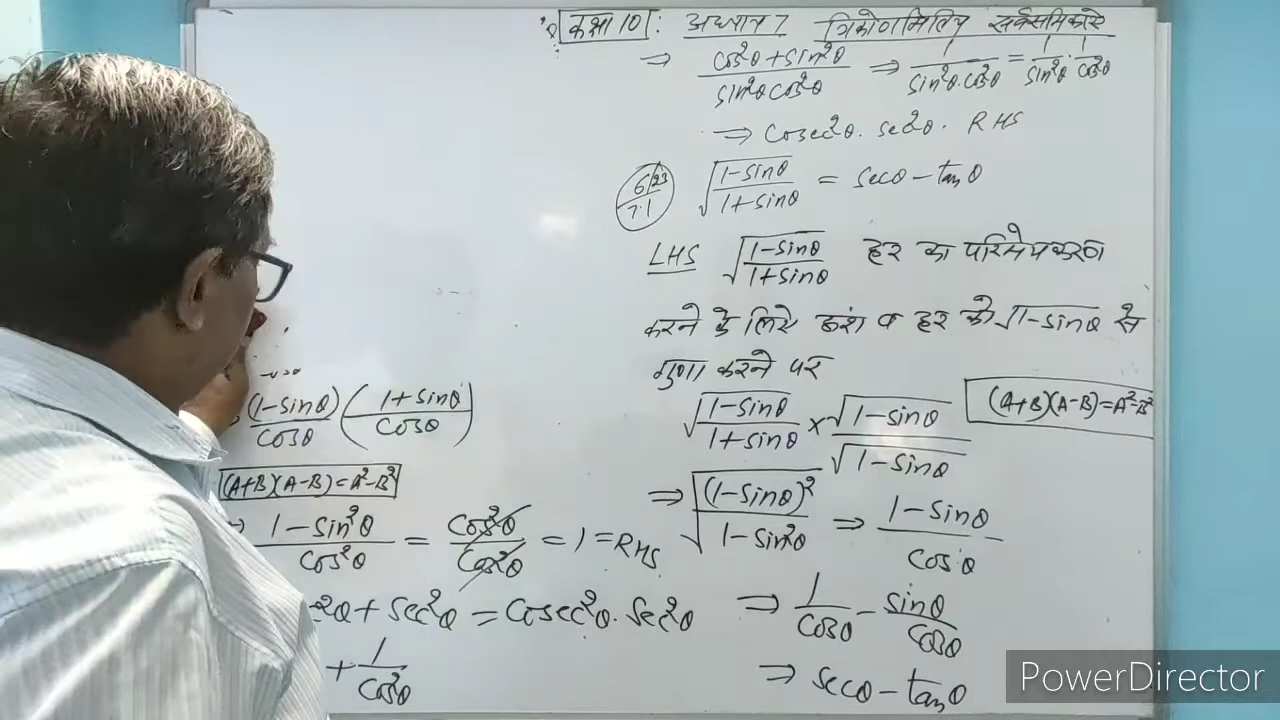 कक्षा 10: अध्याय 7 त्रिकोणमितिय सर्वसमिकाऐ
⇒ cos²θ + sin²θ / sin²θ cos²θ ⇒ 1 / sin²θ.cos²θ = 1/sin²θ . 1/cos²θ
⇒ cosec²θ. sec²θ. RHS
6/23 7.1 √(1-sinθ / 1+sinθ) = secθ - tanθ
LHS √(1-sinθ / 1+sinθ) हर का परिमेयकरण
करने के लिये अंश व हर को √1-sinθ से
गुणा करने पर
√(1-sinθ / 1+sinθ) × √1-sinθ / √1-sinθ
(A+B)(A-B)=A²-B²
⇒ √((1-sinθ)² / 1-sin²θ) ⇒ 1-sinθ / cosθ
⇒ 1/cosθ - sinθ/cosθ
⇒ secθ - tanθ
(1-sinθ)/cosθ (1+sinθ / cosθ)
(A+B)(A-B)=A²-B²
⇒ 1-sin²θ / cos²θ = cos²θ / cos²θ = 1 = RHS
²θ + sec²θ = cosec²θ. sec²θ
+ 1/cos²θ
PowerDirector